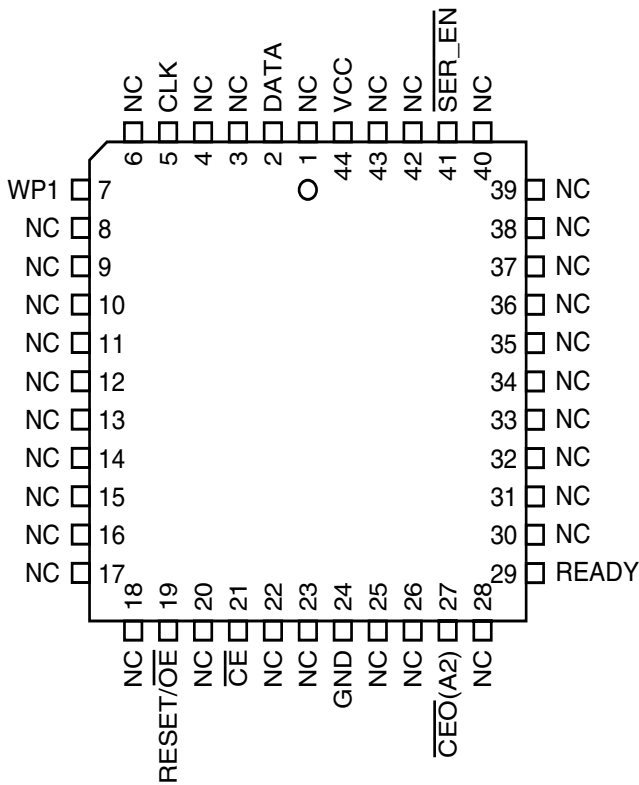 NC CLK NC NC DATA NC VCC NC NC S̅E̅R̅_̅E̅N̅ NC
6 5 4 3 2 1 44 43 42 41 40
WP1 7 39 NC
NC 8 38 NC
NC 9 37 NC
NC 10 36 NC
NC 11 35 NC
NC 12 34 NC
NC 13 33 NC
NC 14 32 NC
NC 15 31 NC
NC 16 30 NC
NC 17 29 READY
18 19 20 21 22 23 24 25 26 27 28
NC RESET/O̅E̅ NC C̅E̅ NC NC GND NC NC C̅E̅O̅(A2) NC